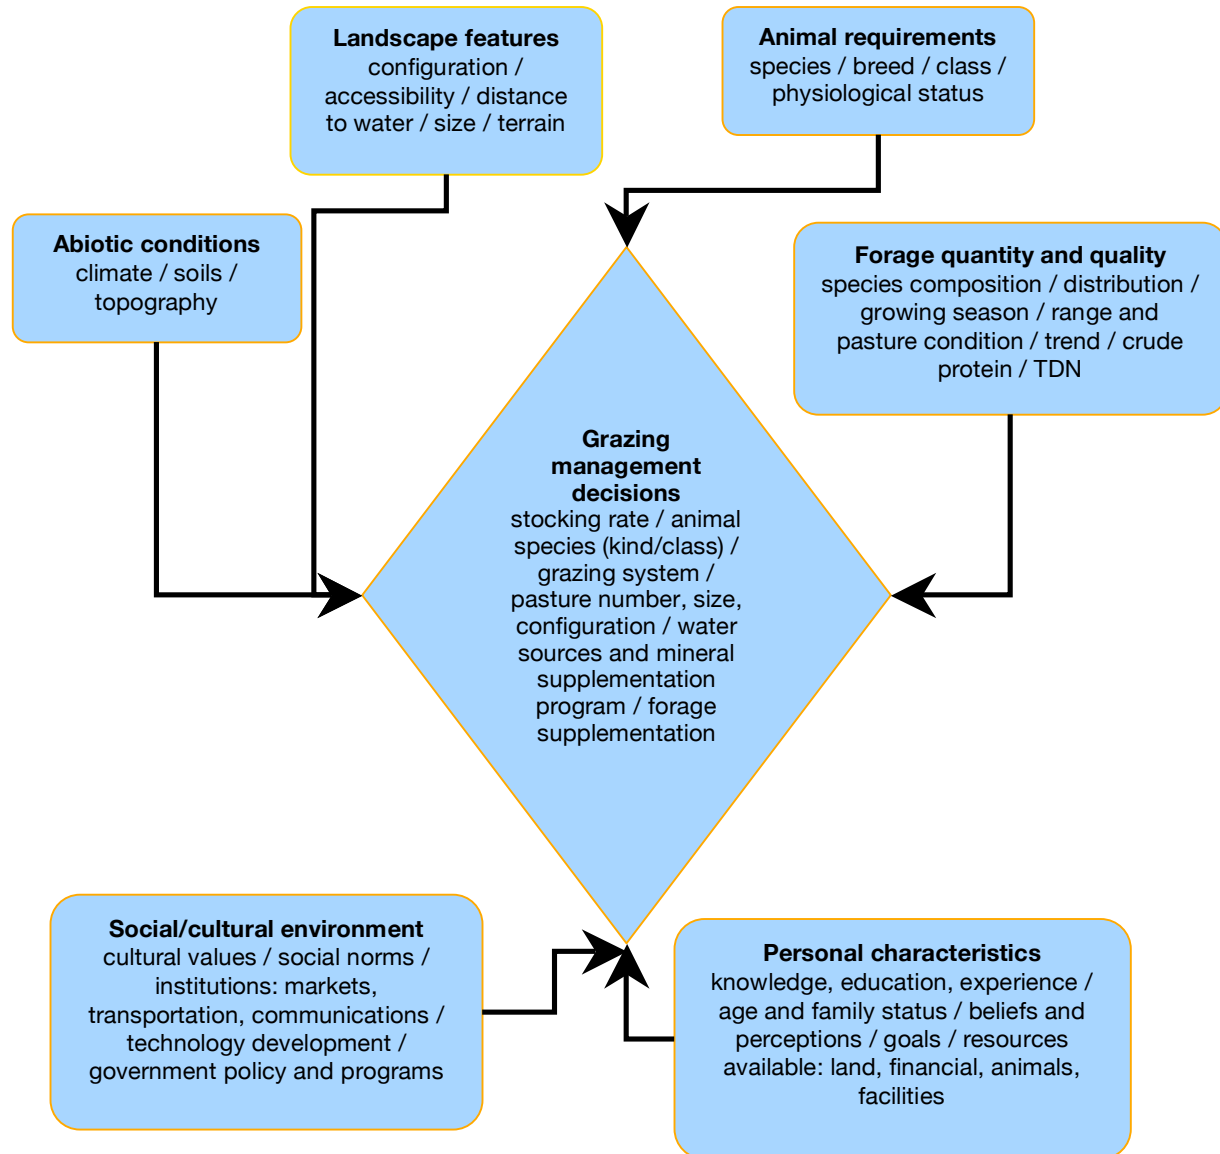 Landscape features
configuration /
accessibility / distance
to water / size / terrain
Animal requirements
species / breed / class /
physiological status
Abiotic conditions
climate / soils /
topography
Forage quantity and quality
species composition / distribution /
growing season / range and
pasture condition / trend / crude
protein / TDN
Grazing
management
decisions
stocking rate / animal
species (kind/class) /
grazing system /
pasture number, size,
configuration / water
sources and mineral
supplementation
program / forage
supplementation
Social/cultural environment
cultural values / social norms /
institutions: markets,
transportation, communications /
technology development /
government policy and programs
Personal characteristics
knowledge, education, experience /
age and family status / beliefs and
perceptions / goals / resources
available: land, financial, animals,
facilities